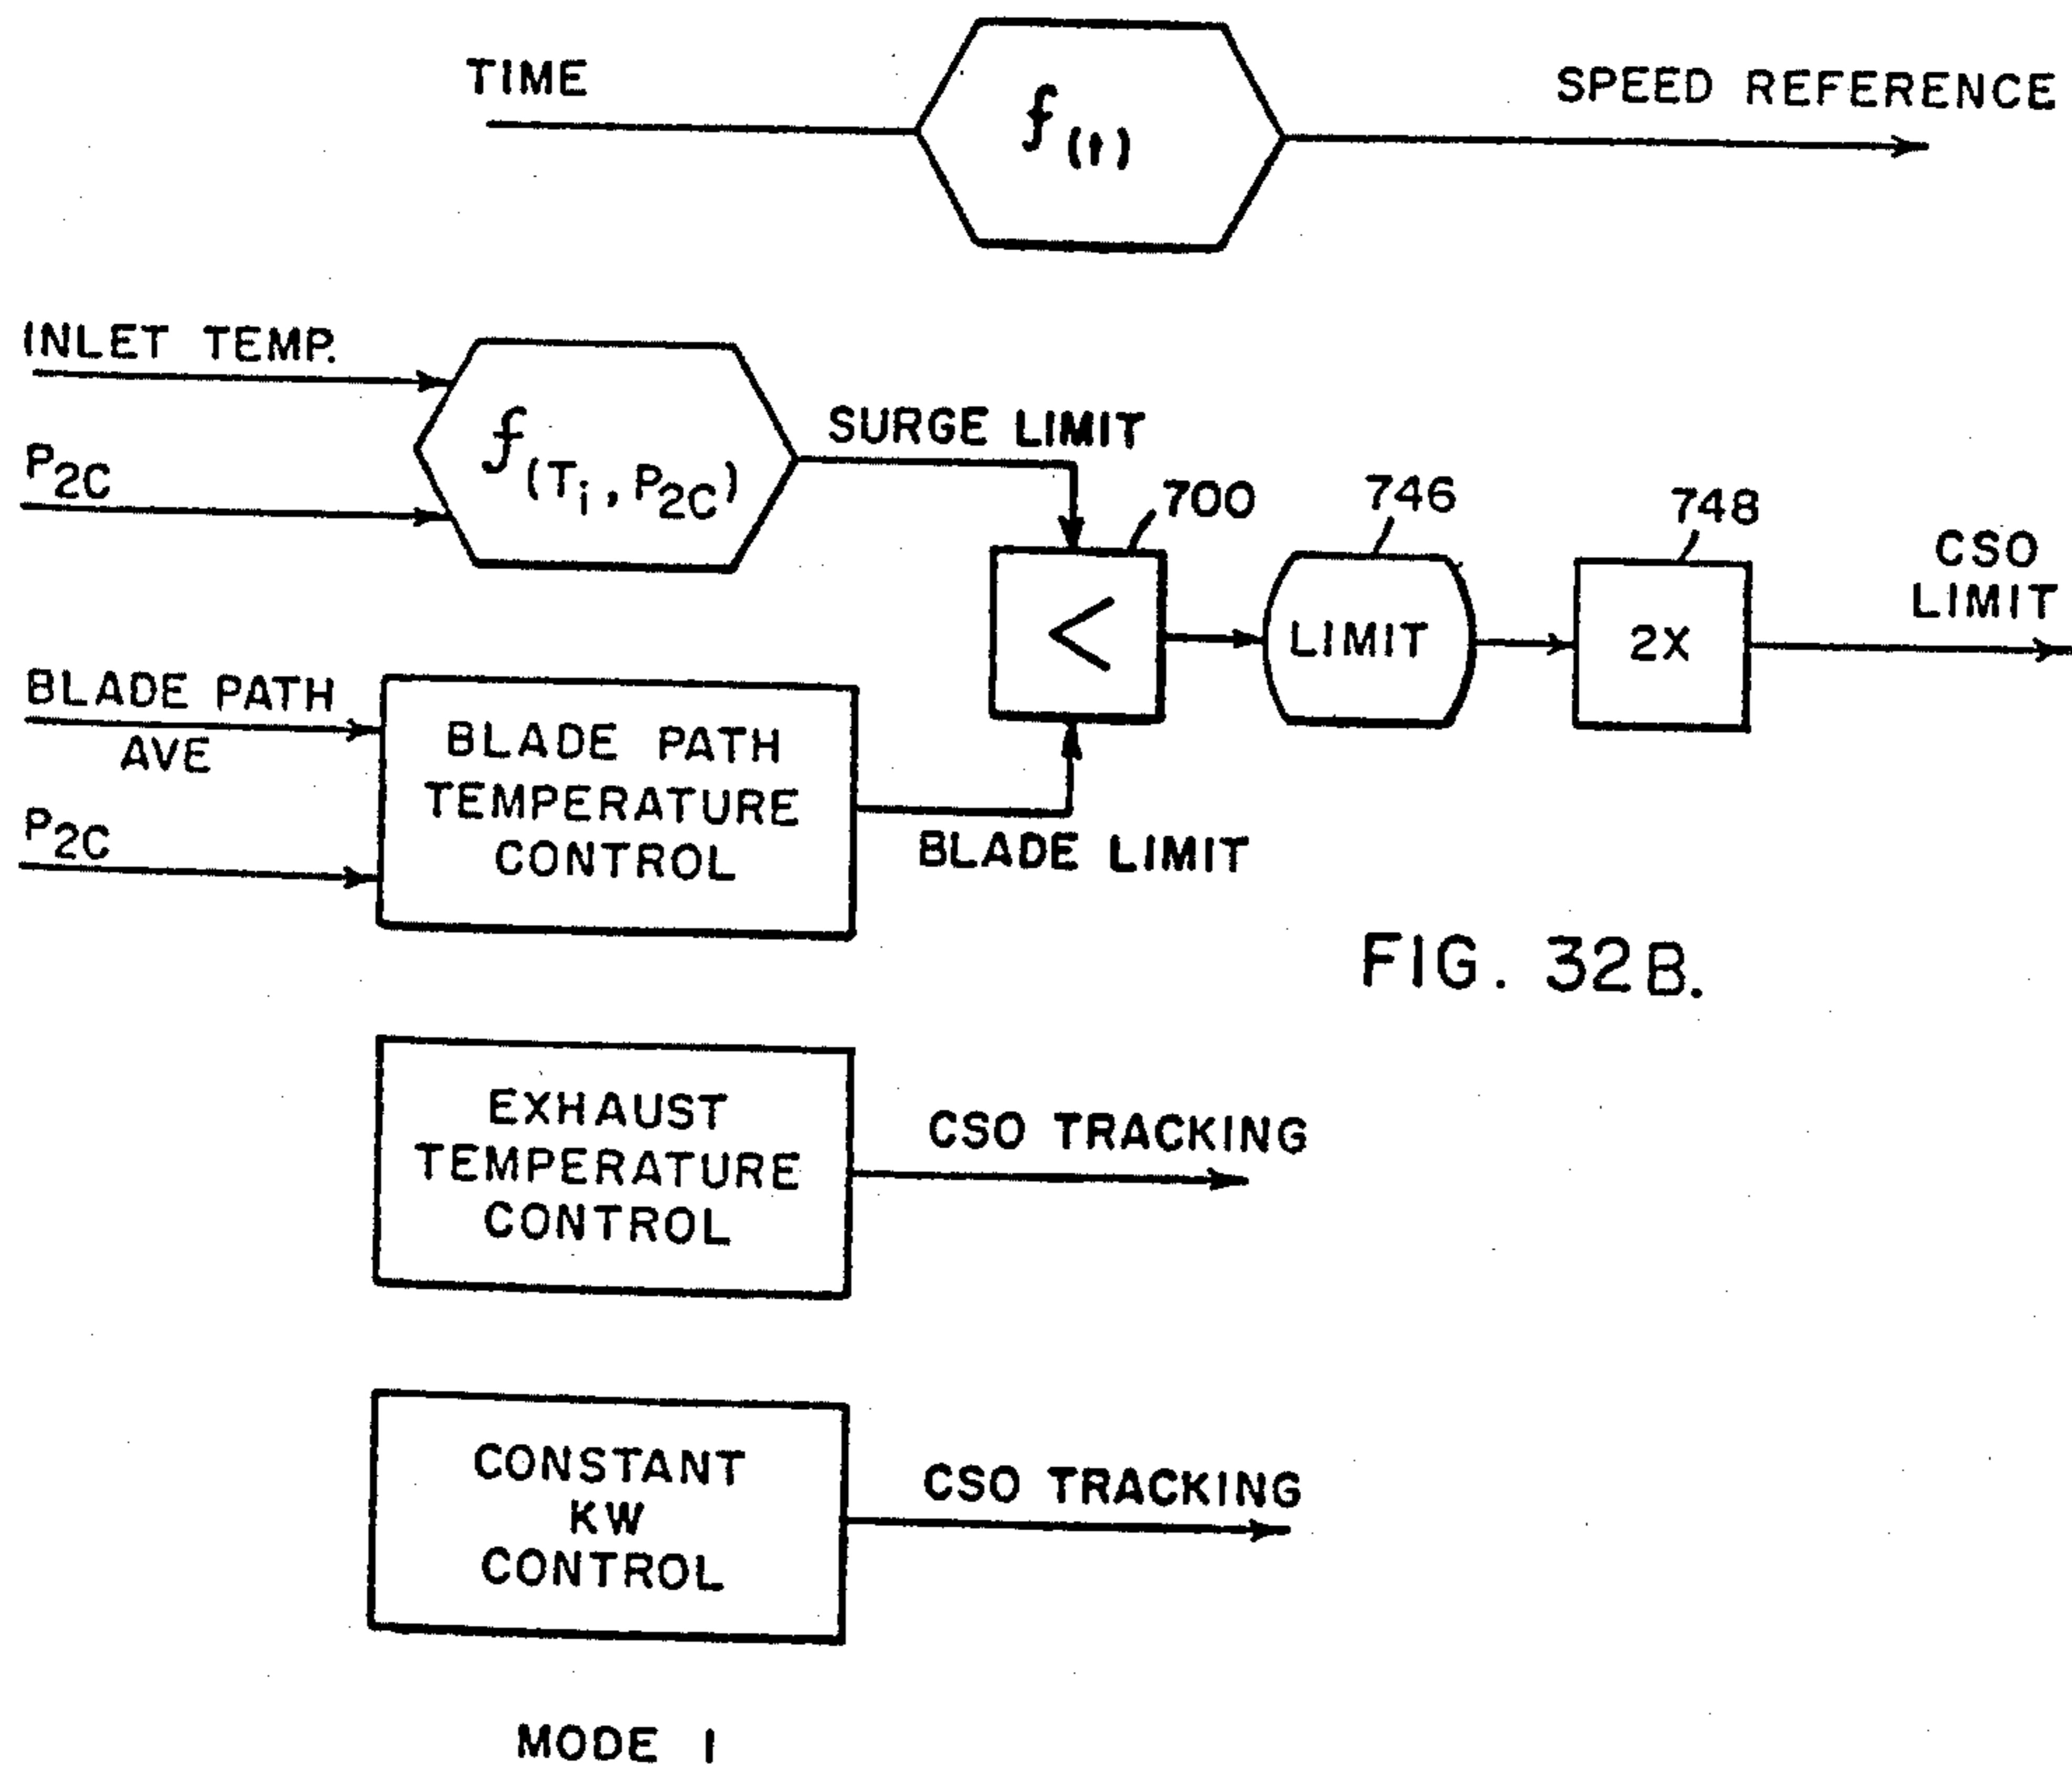 TIME
f(t)
SPEED REFERENCE
INLET TEMP.
P2C
f(Ti, P2C)
SURGE LIMIT
700
746
748
<
LIMIT
2X
CSO
LIMIT
BLADE PATH
AVE
P2C
BLADE PATH
TEMPERATURE
CONTROL
BLADE LIMIT
FIG. 32B.
EXHAUST
TEMPERATURE
CONTROL
CSO TRACKING
CONSTANT
KW
CONTROL
CSO TRACKING
MODE 1